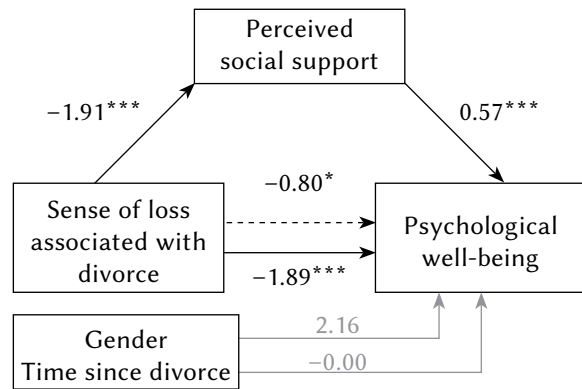 Perceived
social support
−1.91***
0.57***
−0.80*
Sense of loss
associated with
divorce
Psychological
well-being
−1.89***
Gender
Time since divorce
2.16
−0.00